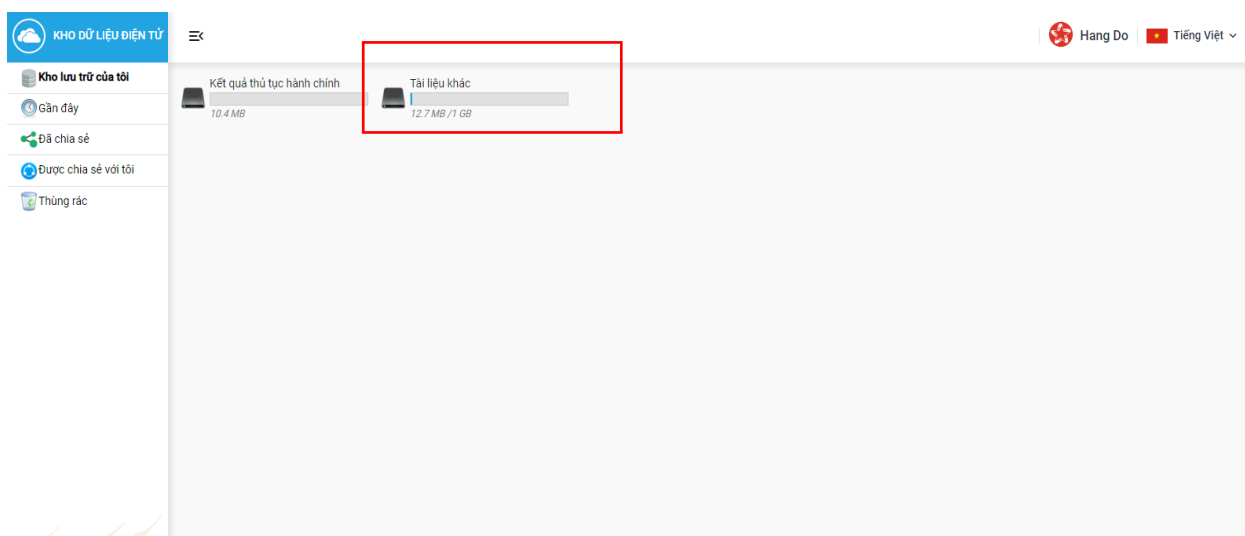 KHO DỮ LIỆU ĐIỆN TỬ
Hang Do
Tiếng Việt
Kho lưu trữ của tôi
Gần đây
Đã chia sẻ
Được chia sẻ với tôi
Thùng rác
Kết quả thủ tục hành chính
10.4 MB
Tài liệu khác
12.7 MB /1 GB